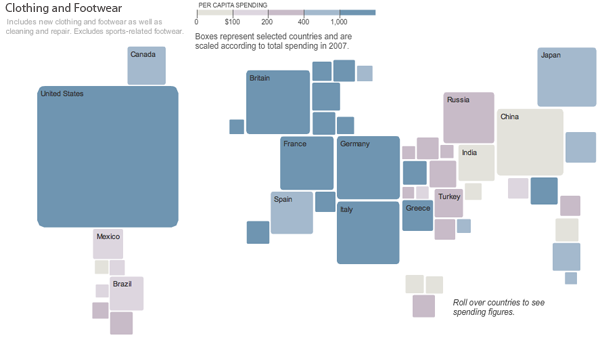 Clothing and Footwear
Includes new clothing and footwear as well as
cleaning and repair. Excludes sports-related footwear.
PER CAPITA SPENDING
0 $100 200 400 1,000
Boxes represent selected countries and are
scaled according to total spending in 2007.
Canada
United States
Mexico
Brazil
Britain
France
Germany
Spain
Italy
Greece
Turkey
Russia
India
China
Japan
Roll over countries to see
spending figures.